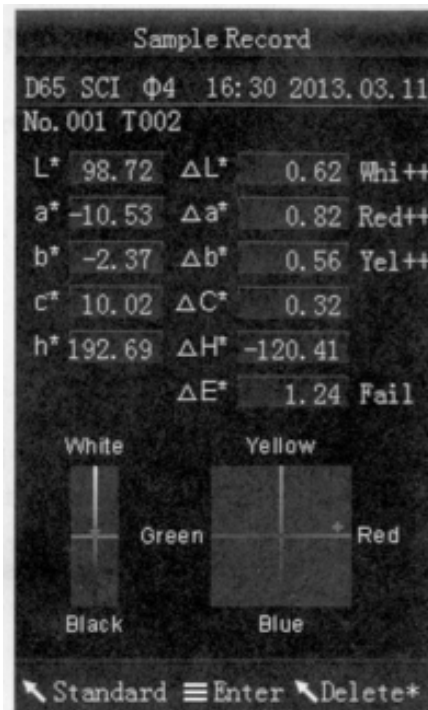 Sample Record
D65 SCI Φ4 16:30 2013.03.11
No.001 T002
L* 98.72 ΔL* 0.62 Whi++
a* -10.53 Δa* 0.82 Red++
b* -2.37 Δb* 0.56 Yel++
c* 10.02 ΔC* 0.32
h* 192.69 ΔH* -120.41
ΔE* 1.24 Fail
White Yellow
Green Red
Black Blue
Standard Enter Delete*